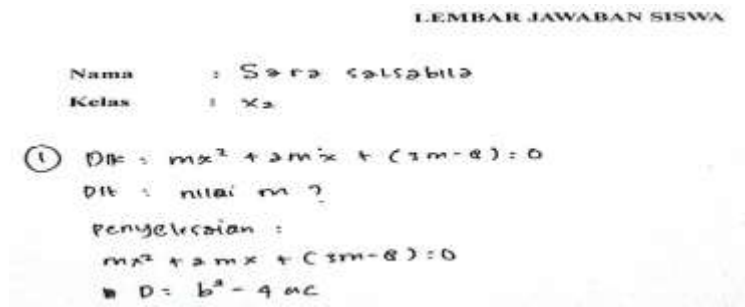 LEMBAR JAWABAN SISWA
Nama : Sara Salsabila
Kelas : X2
① Dik : mx² + 2mx + (3m-8) = 0
Dit : nilai m ?
Penyelesaian :
mx² + 2mx + (3m-8) = 0
D = b² - 4ac